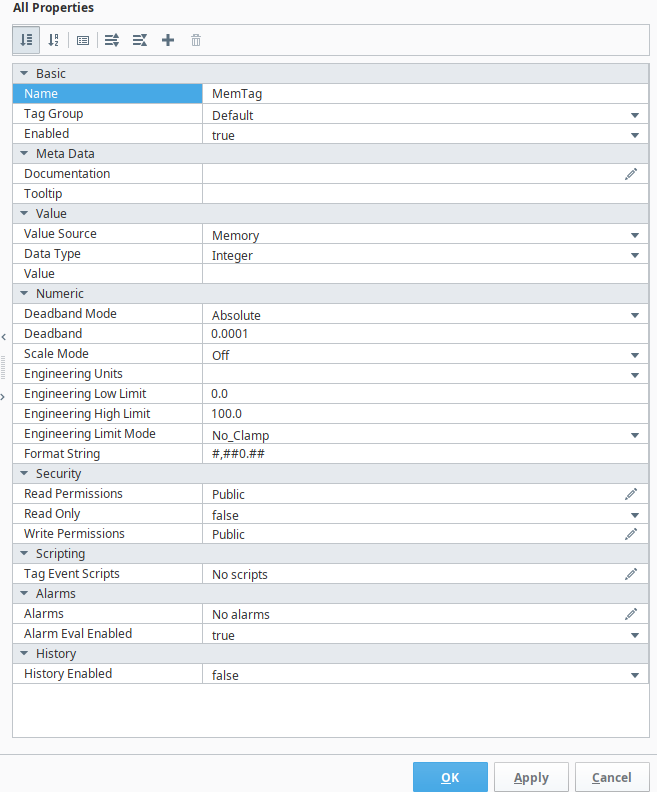 All Properties
Basic
Name MemTag
Tag Group Default
Enabled true
Meta Data
Documentation
Tooltip
Value
Value Source Memory
Data Type Integer
Value
Numeric
Deadband Mode Absolute
Deadband 0.0001
Scale Mode Off
Engineering Units
Engineering Low Limit 0.0
Engineering High Limit 100.0
Engineering Limit Mode No_Clamp
Format String #,##0.##
Security
Read Permissions Public
Read Only false
Write Permissions Public
Scripting
Tag Event Scripts No scripts
Alarms
Alarms No alarms
Alarm Eval Enabled true
History
History Enabled false
OK Apply Cancel